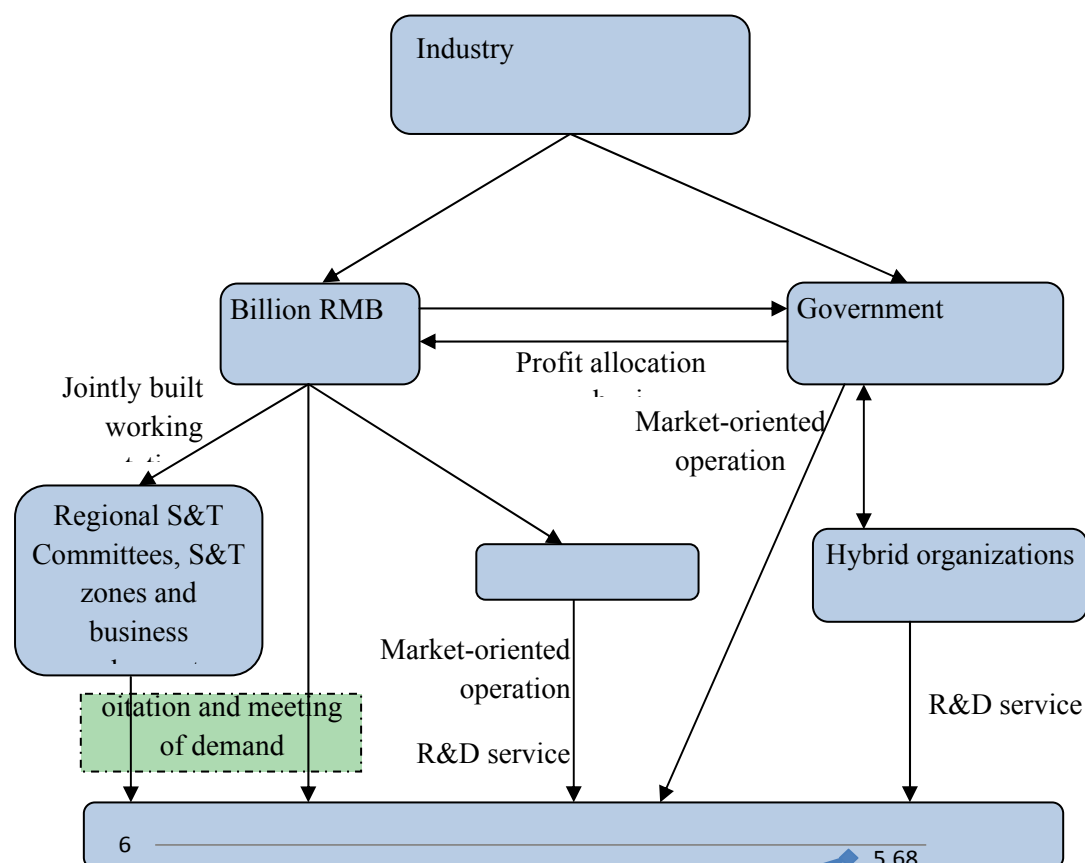 Industry
Billion RMB
Government
Profit allocation
Jointly built
working
Market-oriented
operation
Regional S&T
Committees, S&T
zones and
business
Hybrid organizations
Market-oriented
operation
oitation and meeting
of demand
R&D service
R&D service
6
5.68